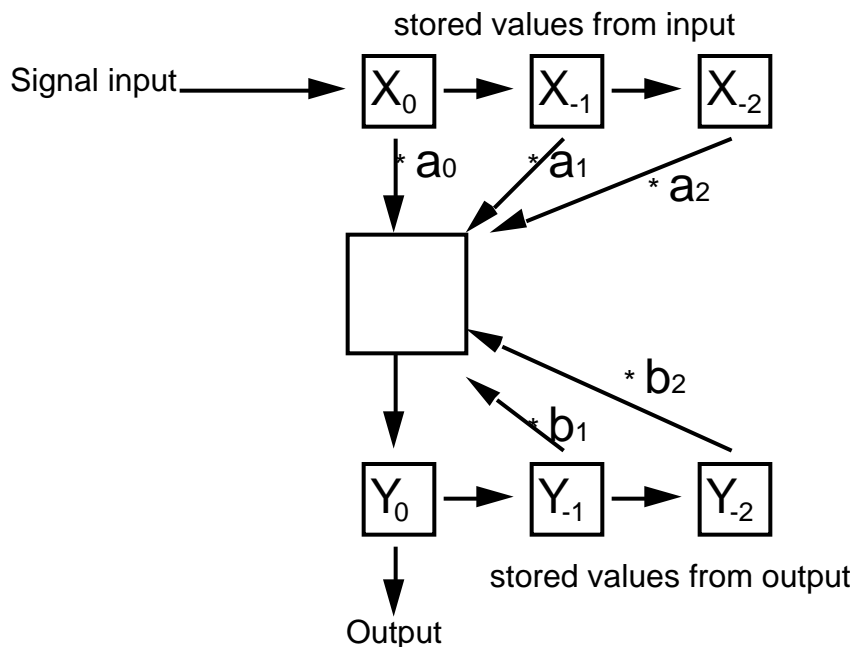 stored values from input
Signal input
X0 X-1 X-2
* a0 * a1 * a2
* b2
* b1
Y0 Y-1 Y-2
stored values from output
Output